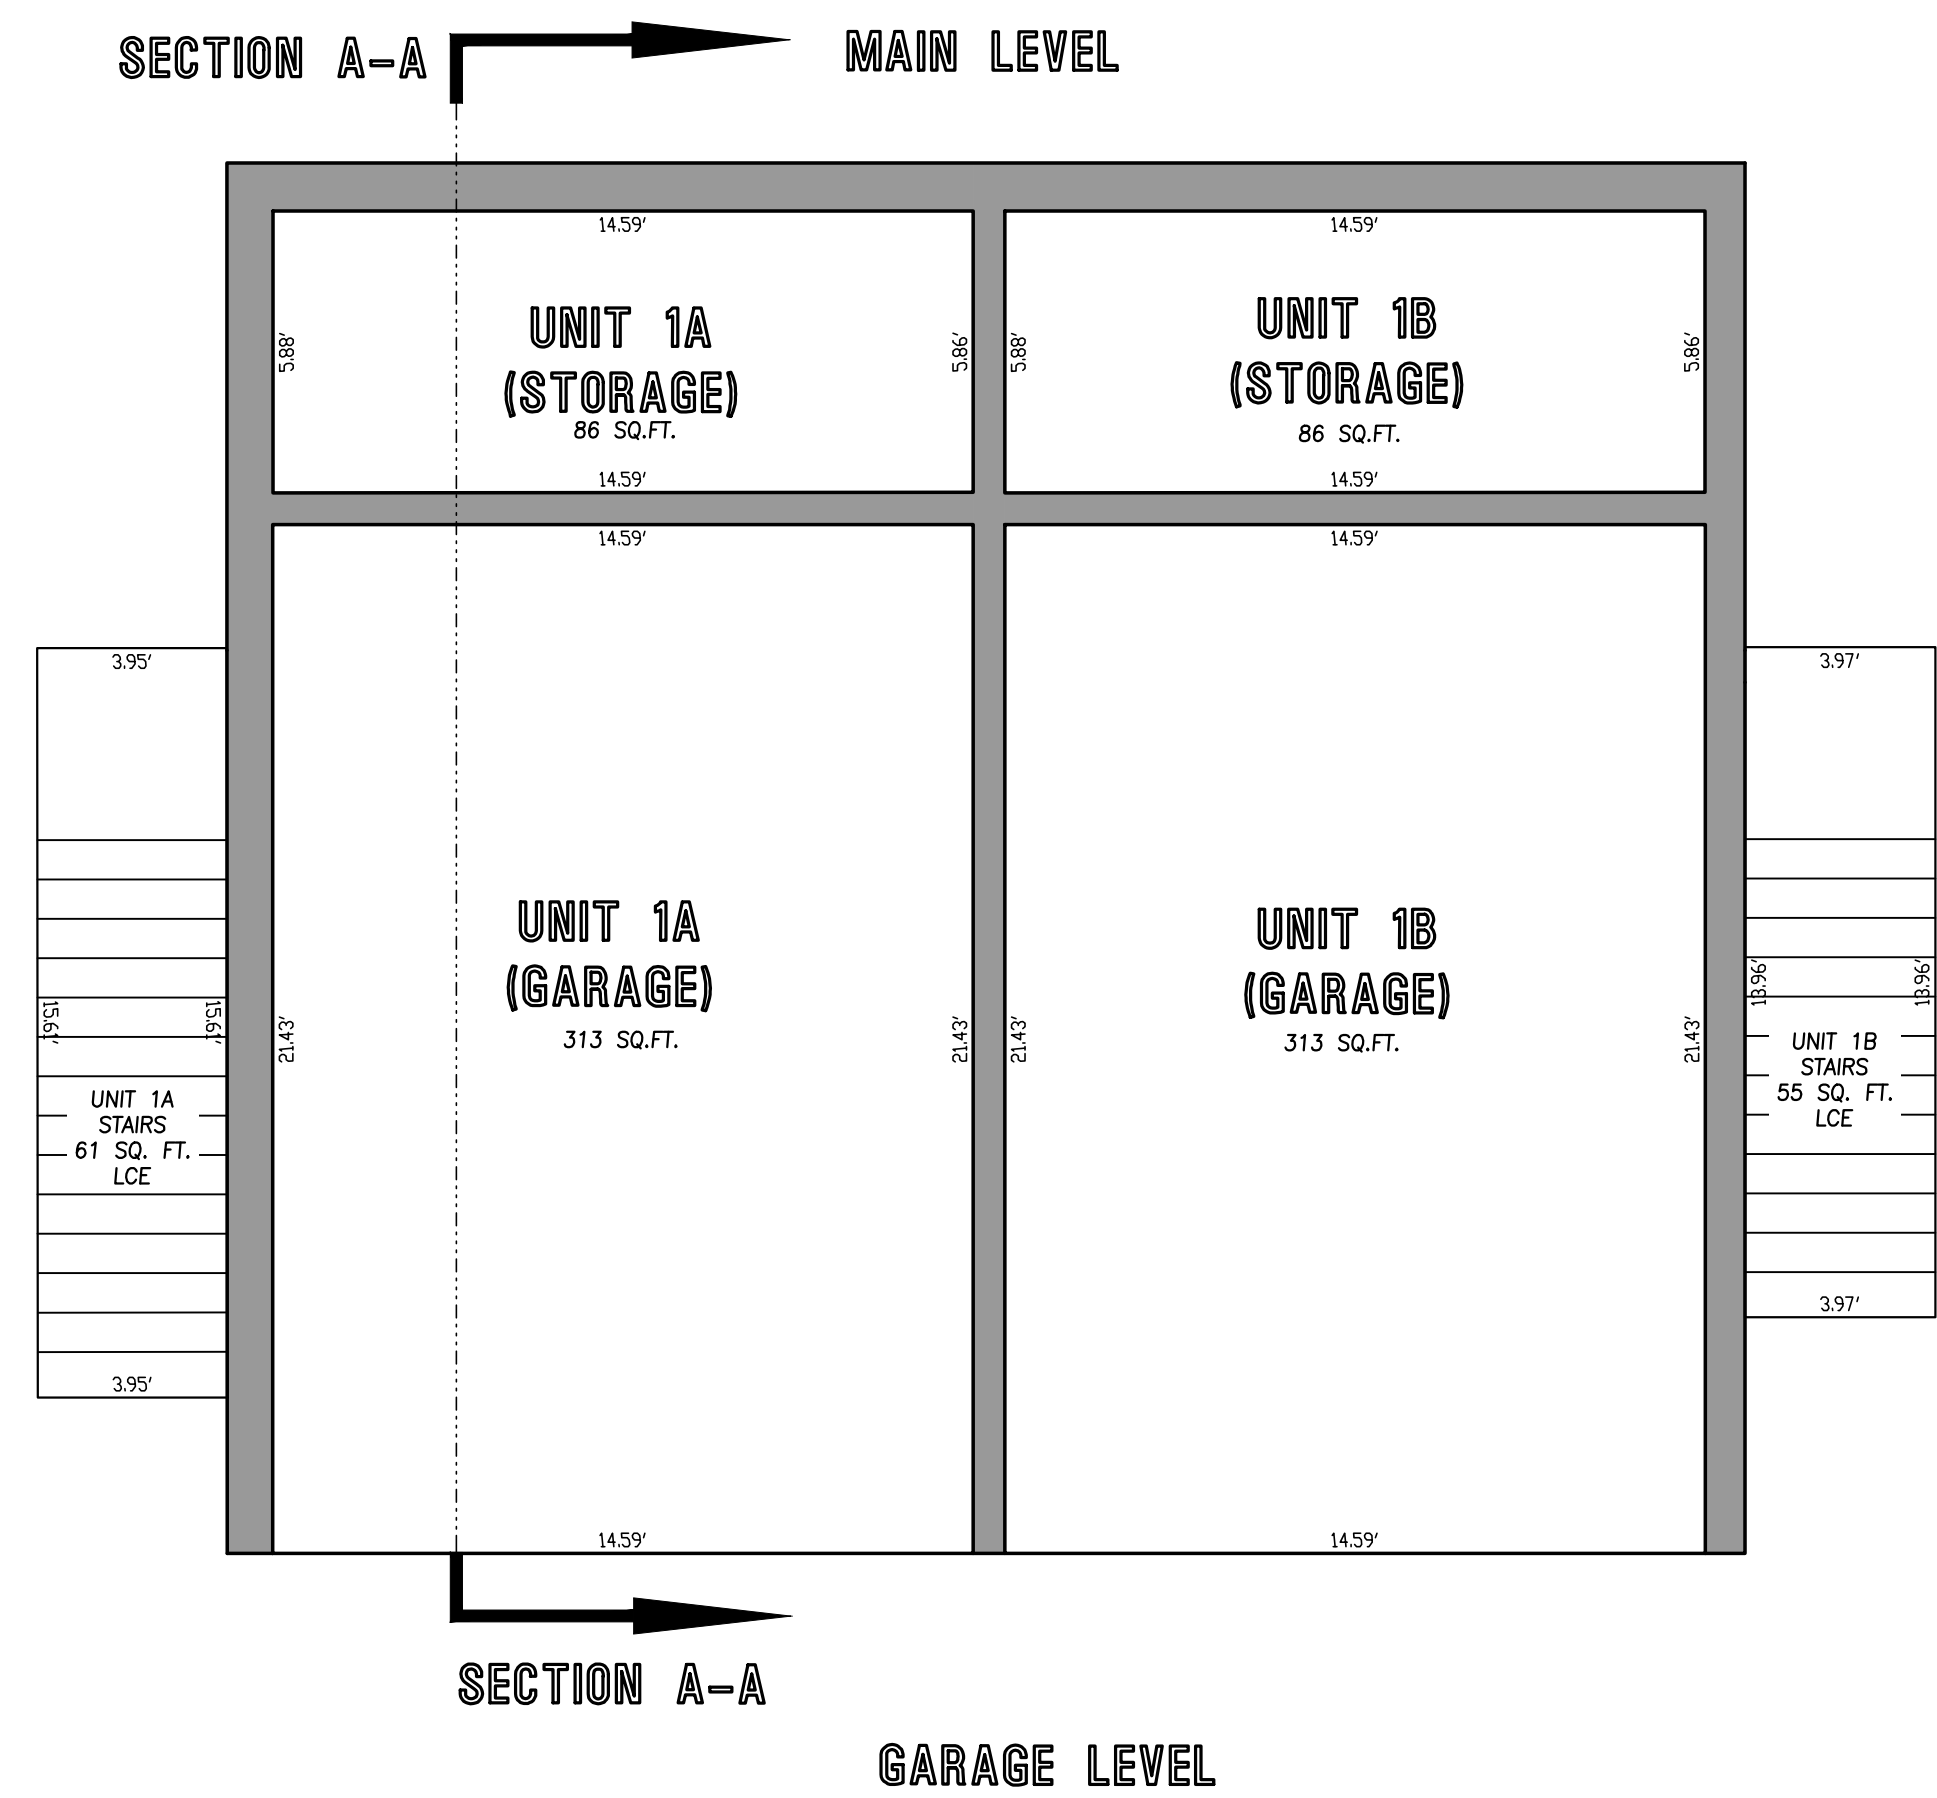 SECTION A-A
MAIN LEVEL
14.59'
14.59'
UNIT 1A
(STORAGE)
86 SQ.FT.
5.88'
5.86'
14.59'
UNIT 1B
(STORAGE)
86 SQ.FT.
5.88'
5.86'
14.59'
14.59'
14.59'
3.95'
3.97'
UNIT 1A
(GARAGE)
313 SQ.FT.
21.43'
21.43'
UNIT 1B
(GARAGE)
313 SQ.FT.
21.43'
21.43'
15.61'
15.61'
UNIT 1A
STAIRS
61 SQ. FT.
LCE
13.96'
13.96'
UNIT 1B
STAIRS
55 SQ. FT.
LCE
3.97'
3.95'
14.59'
14.59'
SECTION A-A
GARAGE LEVEL